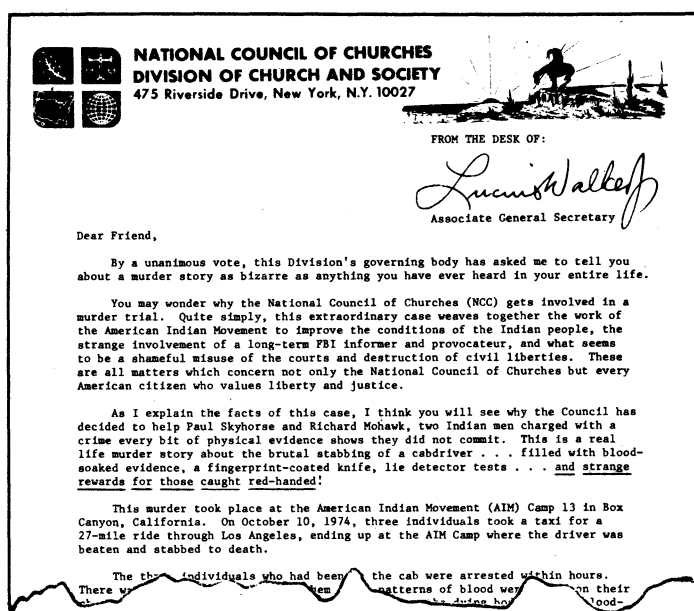 NATIONAL COUNCIL OF CHURCHES
DIVISION OF CHURCH AND SOCIETY
475 Riverside Drive, New York, N.Y. 10027
FROM THE DESK OF:
Lucius Walker Jr
Associate General Secretary
Dear Friend,
By a unanimous vote, this Division's governing body has asked me to tell you
about a murder story as bizarre as anything you have ever heard in your entire life.
You may wonder why the National Council of Churches (NCC) gets involved in a
murder trial. Quite simply, this extraordinary case weaves together the work of
the American Indian Movement to improve the conditions of the Indian people, the
strange involvement of a long-term FBI informer and provocateur, and what seems
to be a shameful misuse of the courts and destruction of civil liberties. These
are all matters which concern not only the National Council of Churches but every
American citizen who values liberty and justice.
As I explain the facts of this case, I think you will see why the Council has
decided to help Paul Skyhorse and Richard Mohawk, two Indian men charged with a
crime every bit of physical evidence shows they did not commit. This is a real
life murder story about the brutal stabbing of a cabdriver . . . filled with blood-
soaked evidence, a fingerprint-coated knife, lie detector tests . . . and strange
rewards for those caught red-handed!
This murder took place at the American Indian Movement (AIM) Camp 13 in Box
Canyon, California. On October 10, 1974, three individuals took a taxi for a
27-mile ride through Los Angeles, ending up at the AIM Camp where the driver was
beaten and stabbed to death.
The individuals who had been the cab were arrested within hours.
There patterns of blood on their
dying